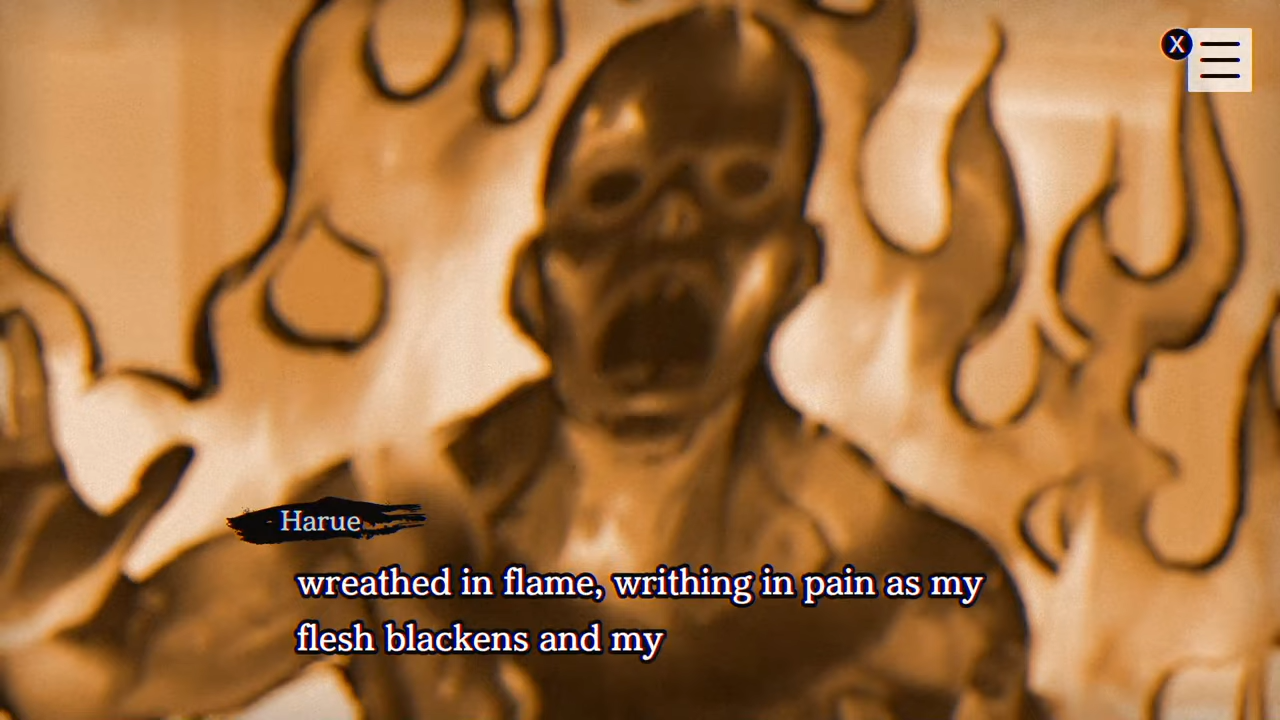 X
Harue
wreathed in flame, writhing in pain as my
flesh blackens and my